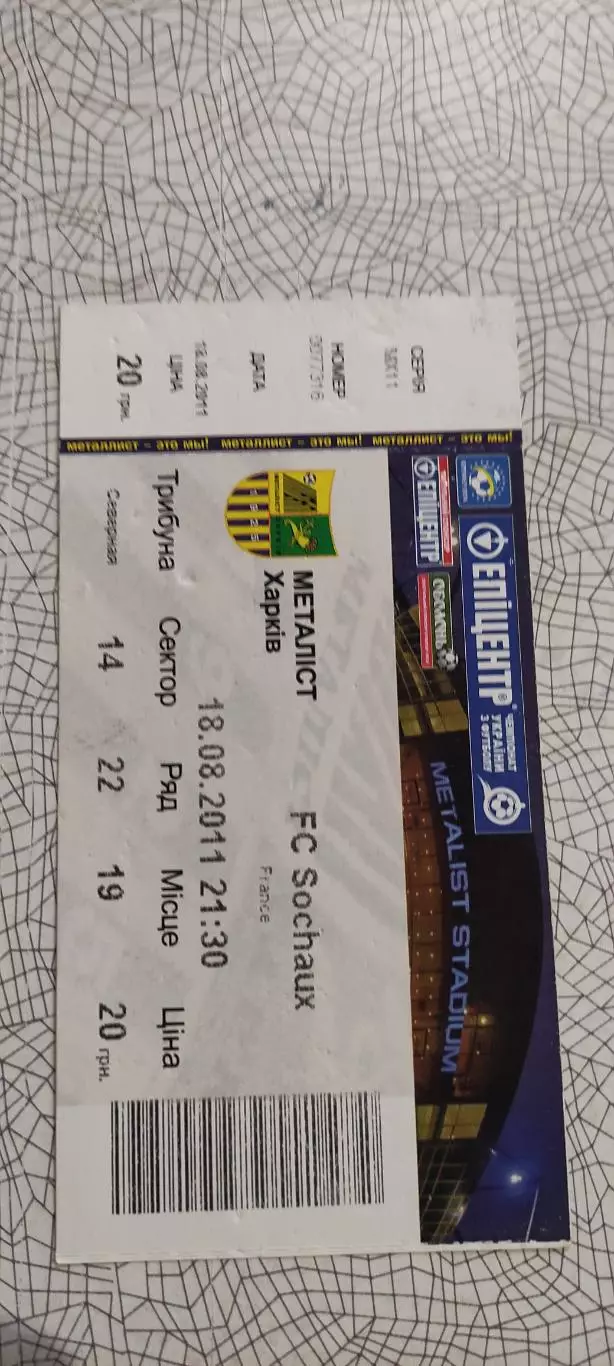 СЕРІЯ
НОМЕР
ДАТА
18.08.2011
ЦІНА
20 грн.
металлист - это мы! металлист - это мы! металлист - это мы!
ЕПІЦЕНТР
ЕПІЦЕНТР®
ЧЕМПІОНАТ
УКРАЇНИ
З ФУТБОЛУ
METALIST STADIUM
1925
МЕТАЛІСТ FC Sochaux
Харків France
18.08.2011 21:30
Трибуна Сектор Ряд Місце Ціна
Северная 14 22 19 20 грн.